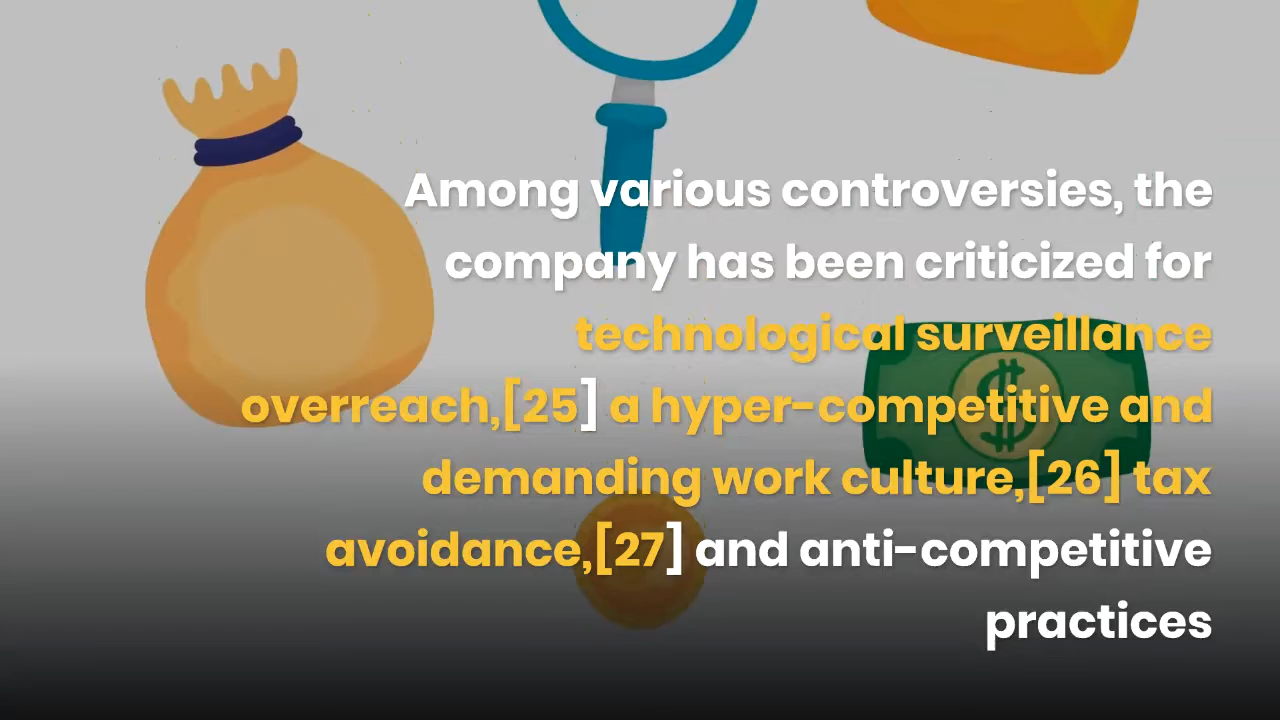 Among various controversies, the
company has been criticized for
technological surveillance
overreach,[25] a hyper-competitive and
demanding work culture,[26] tax
avoidance,[27] and anti-competitive
practices